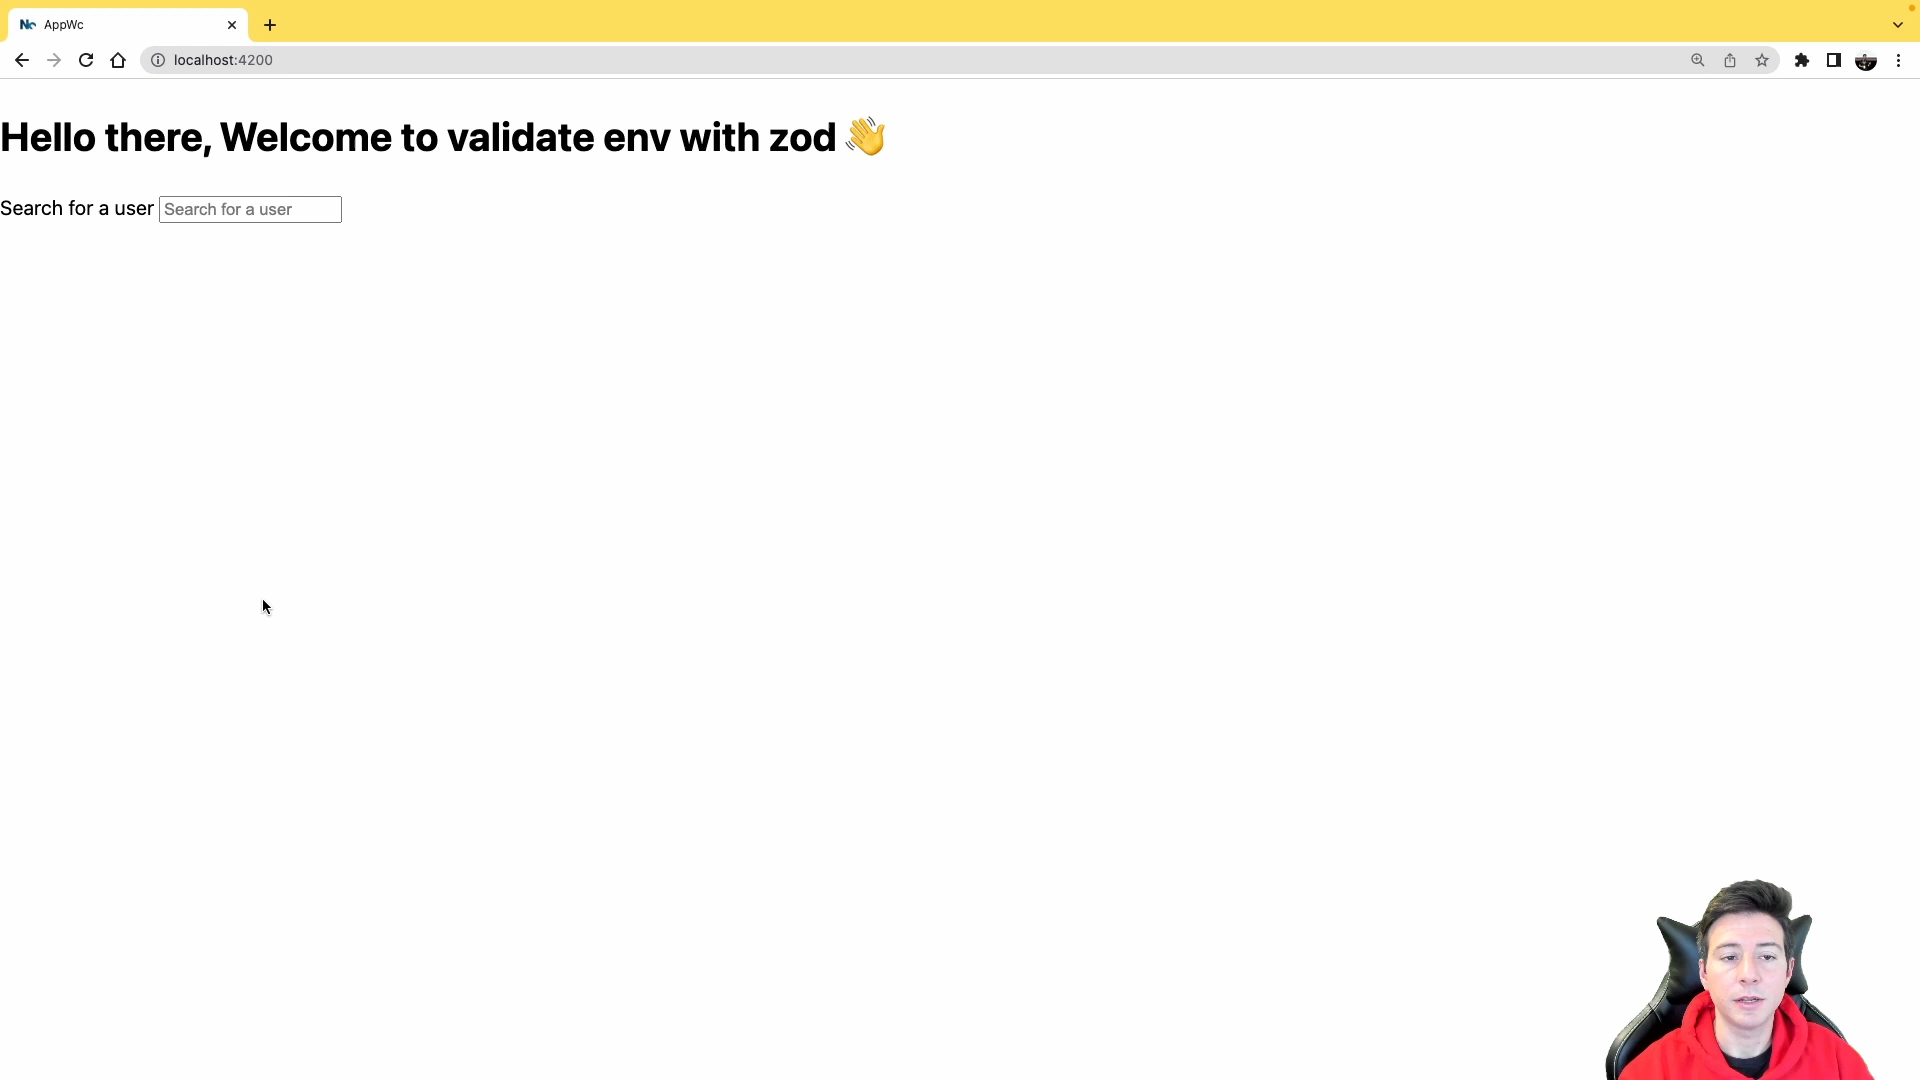 AppWc
localhost:4200
Hello there, Welcome to validate env with zod 👋
Search for a user Search for a user